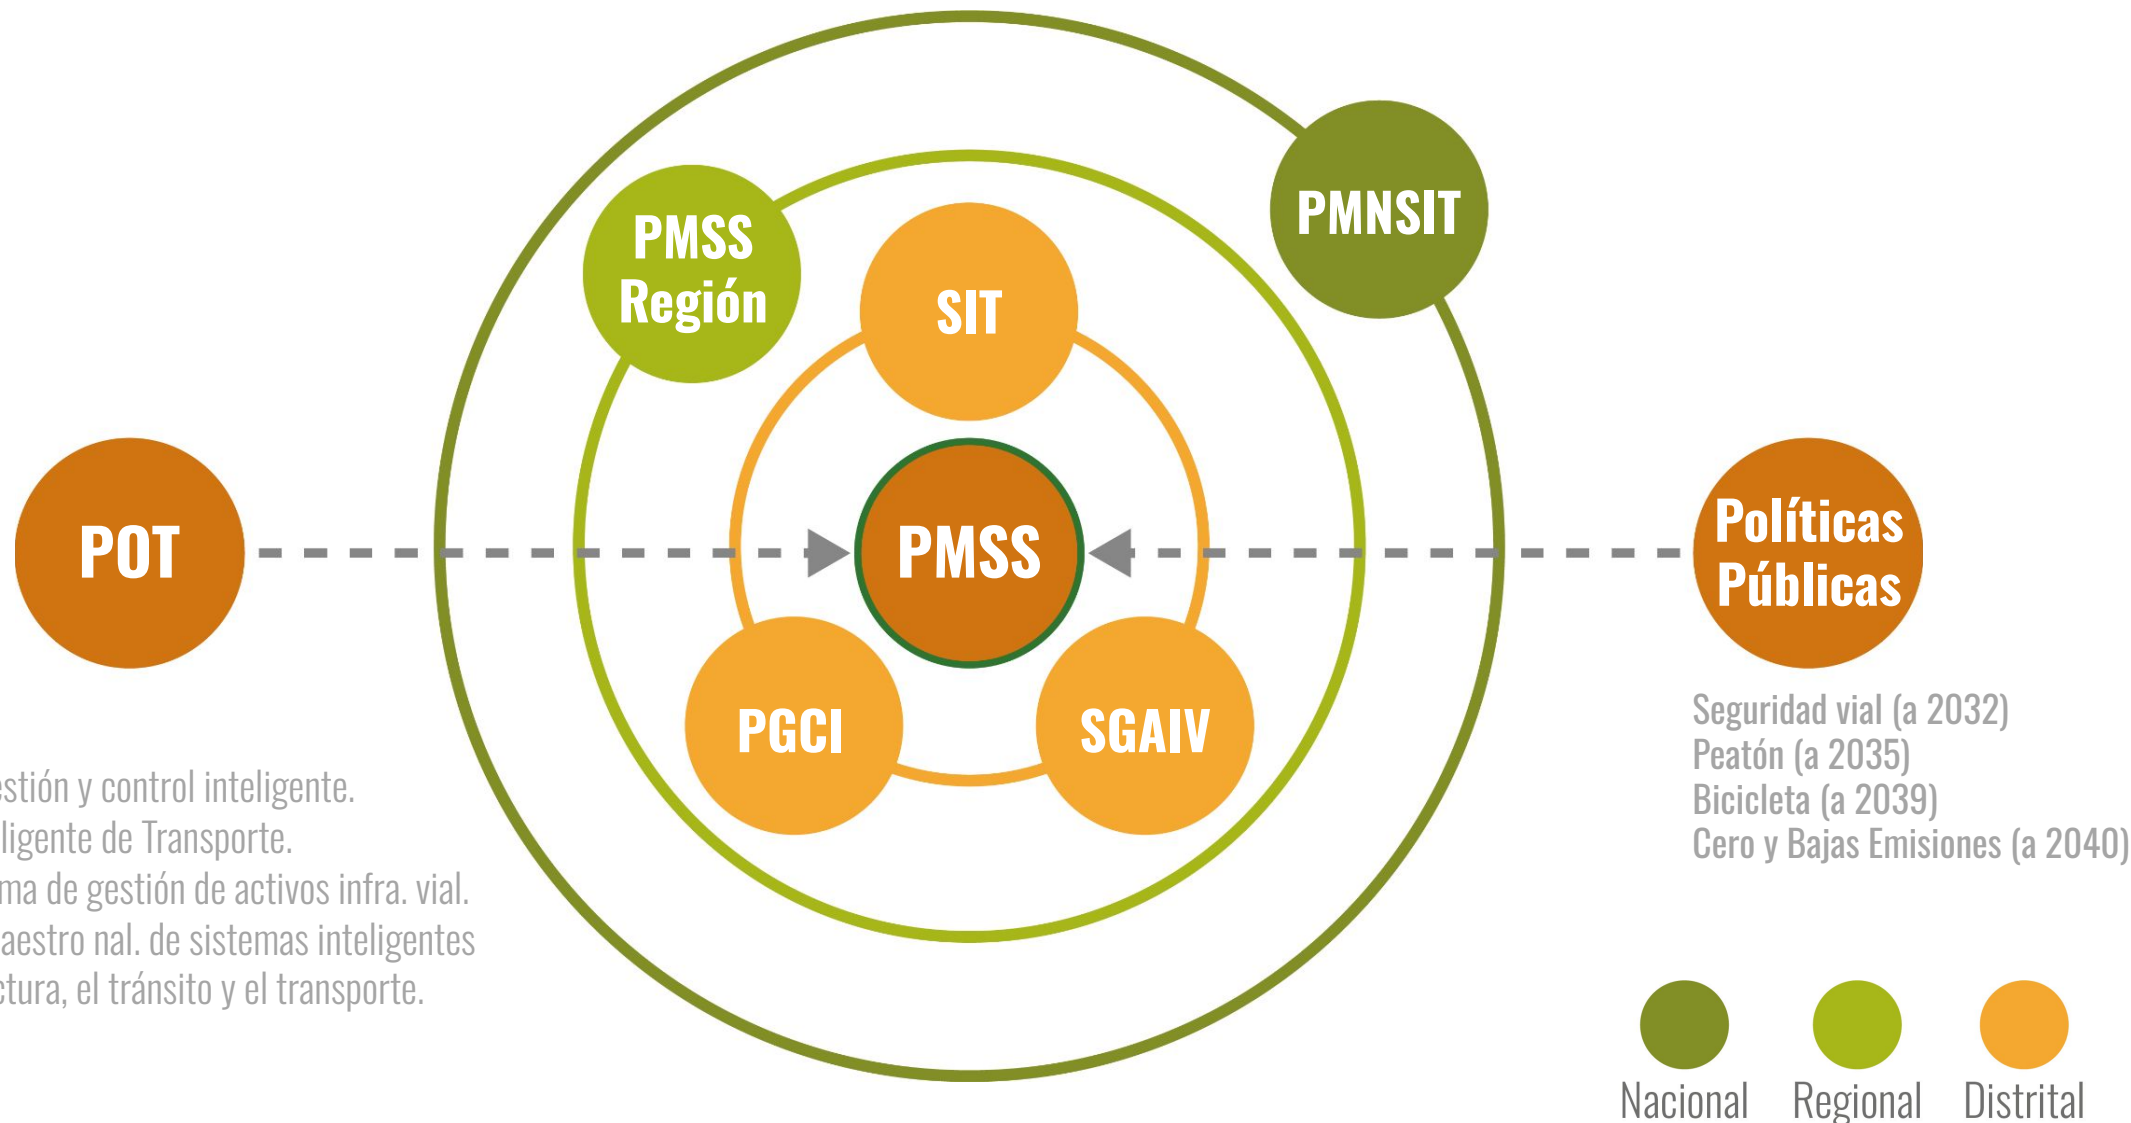 PMNSIT
PMSS
Región
SIT
POT
PMSS
Políticas
Públicas
PGCI
SGAIV
Seguridad vial (a 2032)
Peatón (a 2035)
Bicicleta (a 2039)
Cero y Bajas Emisiones (a 2040)
estión y control inteligente.
ligente de Transporte.
ma de gestión de activos infra. vial.
aestro nal. de sistemas inteligentes
ctura, el tránsito y el transporte.
Nacional
Regional
Distrital